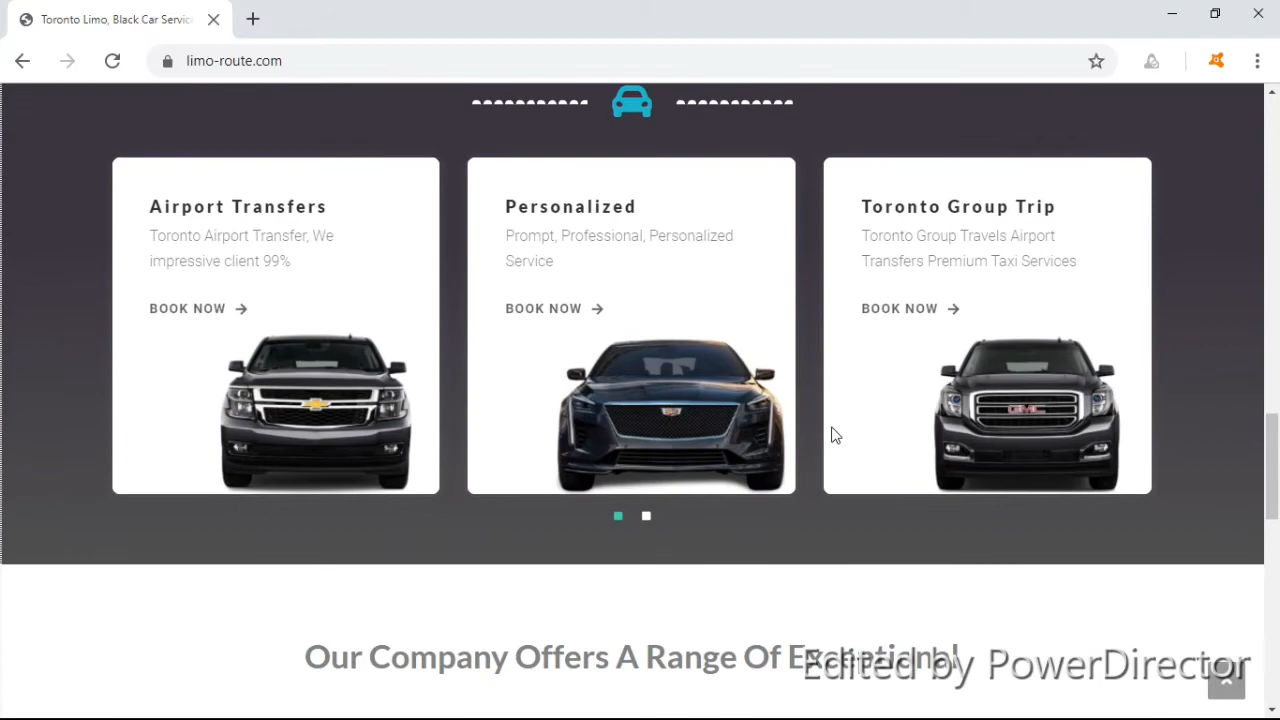 Toronto Limo, Black Car Servic
limo-route.com
Airport Transfers
Toronto Airport Transfer, We
impressive client 99%
BOOK NOW
Personalized
Prompt, Professional, Personalized
Service
BOOK NOW
Toronto Group Trip
Toronto Group Travels Airport
Transfers Premium Taxi Services
BOOK NOW
GMC
Our Company Offers A Range Of Exceptional
Edited by PowerDirector